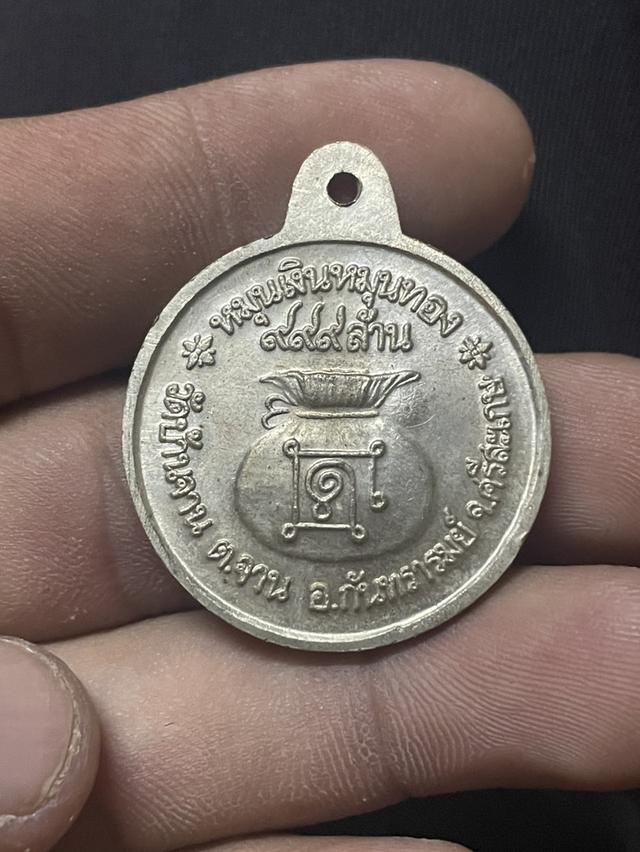 หมุนเงินหมุนทอง
๙๙๙ล้าน
วัดบ้านจาน ต.จาน อ.กันทรารมย์ จ.ศรีสะเกษ